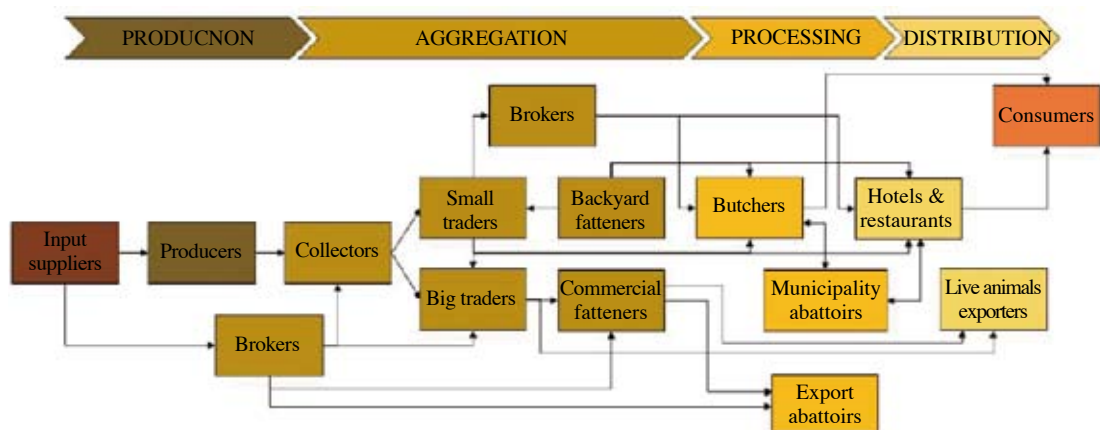 PRODUCNON
AGGREGATION
PROCESSING
DISTRIBUTION
Brokers
Consumers
Small
traders
Backyard
fatteners
Butchers
Hotels &
restaurants
Input
suppliers
Producers
Collectors
Big traders
Commercial
fatteners
Municipality
abattoirs
Live animals
exporters
Brokers
Export
abattoirs